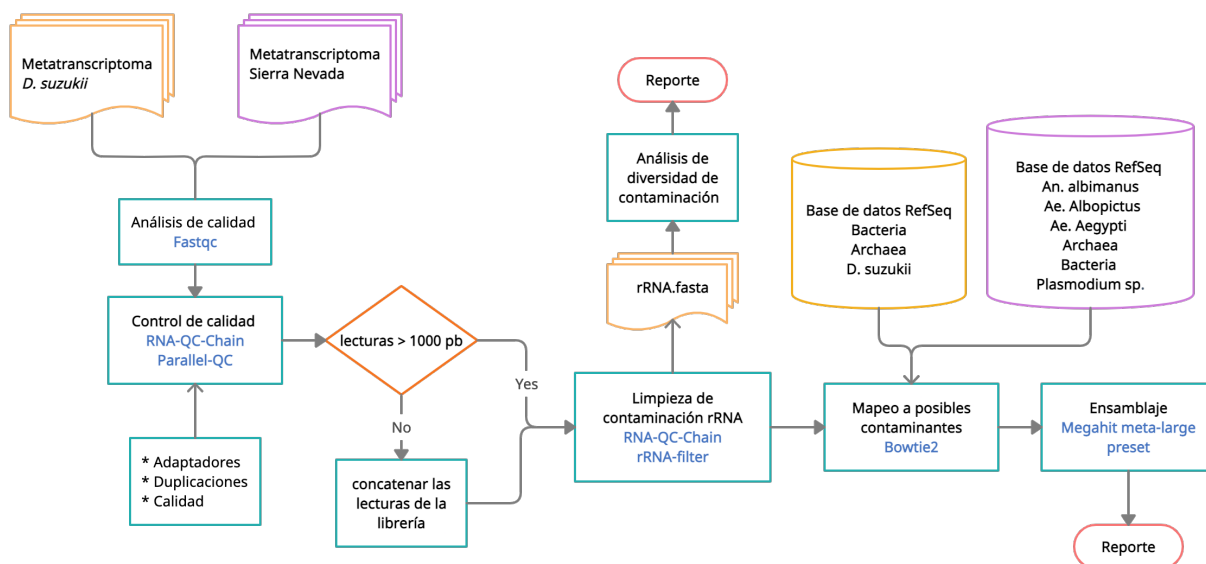 Metatranscriptoma
D. suzukii
Metatranscriptoma
Sierra Nevada
Análisis de calidad
Fastqc
Control de calidad
RNA-QC-Chain
Parallel-QC
* Adaptadores
* Duplicaciones
* Calidad
lecturas > 1000 pb
Yes
No
concatenar las
lecturas de la
librería
Reporte
Análisis de
diversidad de
contaminación
rRNA.fasta
Limpieza de
contaminación rRNA
RNA-QC-Chain
rRNA-filter
Base de datos RefSeq
Bacteria
Archaea
D. suzukii
Base de datos RefSeq
An. albimanus
Ae. Albopictus
Ae. Aegypti
Archaea
Bacteria
Plasmodium sp.
Mapeo a posibles
contaminantes
Bowtie2
Ensamblaje
Megahit meta-large
preset
Reporte